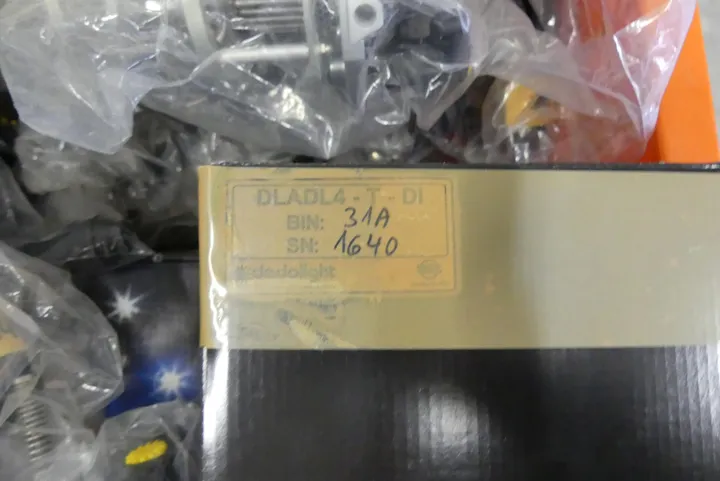 DLADL4 - T - DI
BIN: 31A
SN: 1640
dedolight